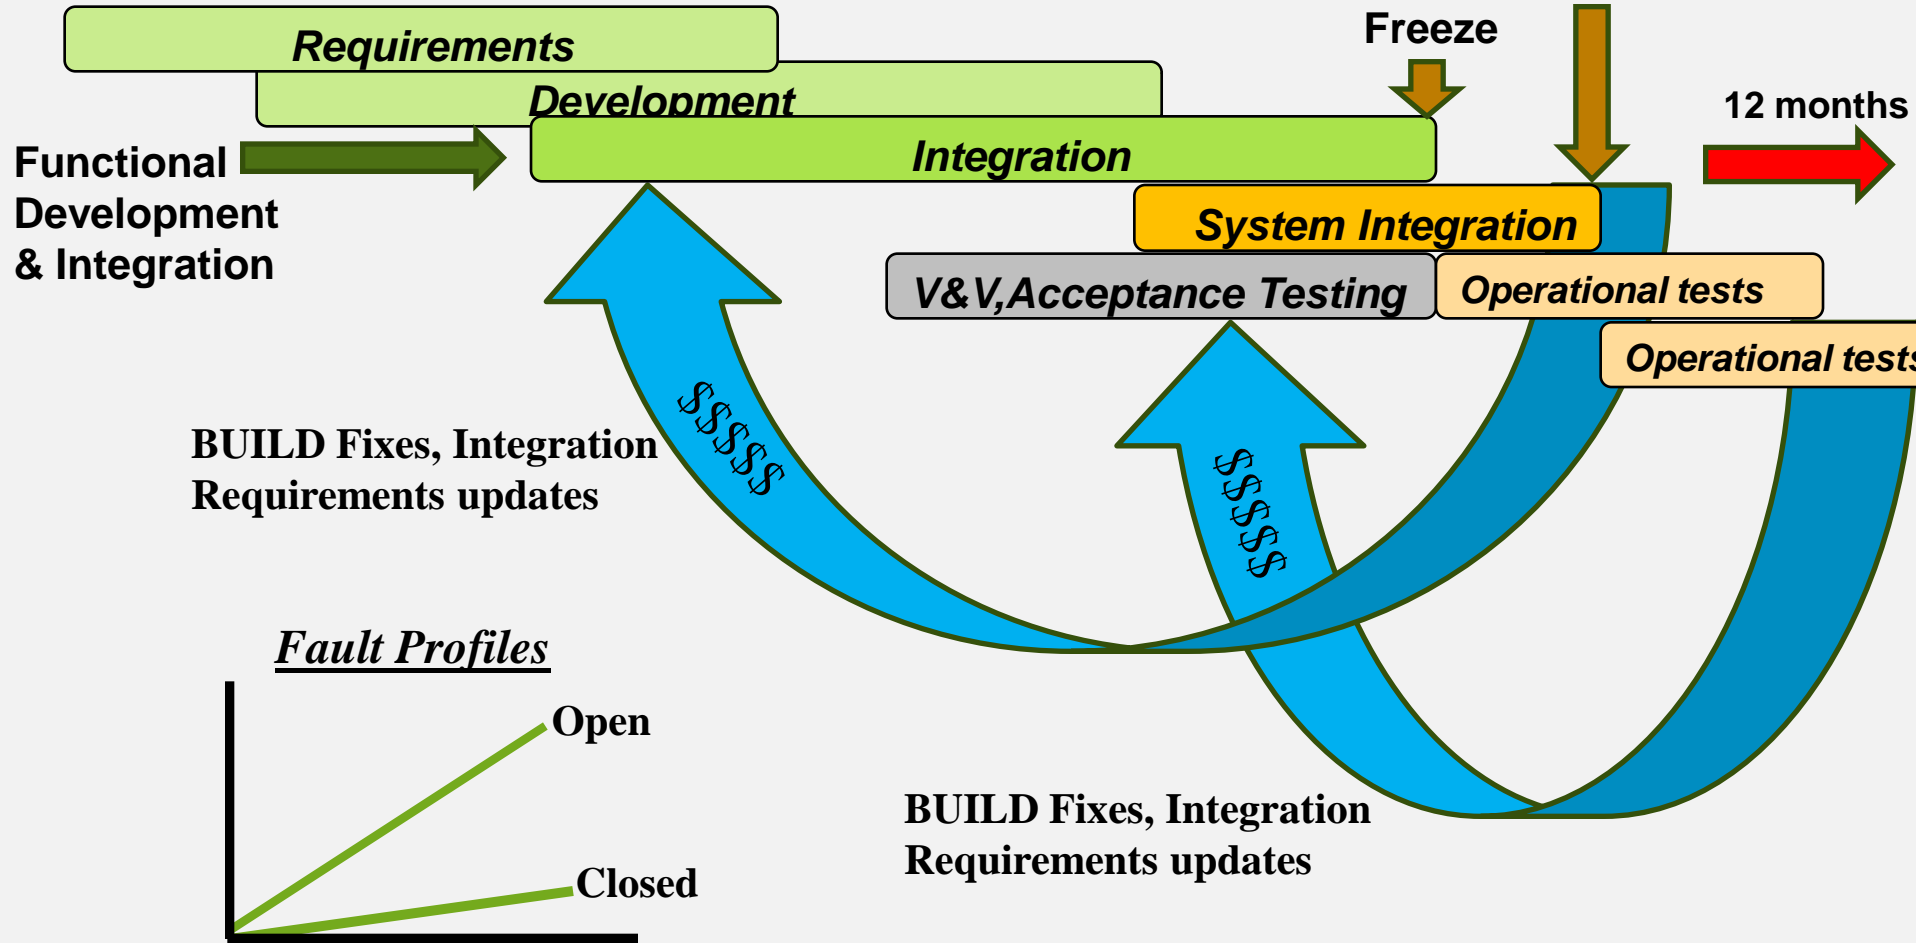 Requirements
Freeze
Development
12 months
Integration
Functional
Development
& Integration
System Integration
V&V,Acceptance Testing
Operational tests
Operational tests
$$$$$
$$$$$
BUILD Fixes, Integration
Requirements updates
Fault Profiles
Open
Closed
BUILD Fixes, Integration
Requirements updates